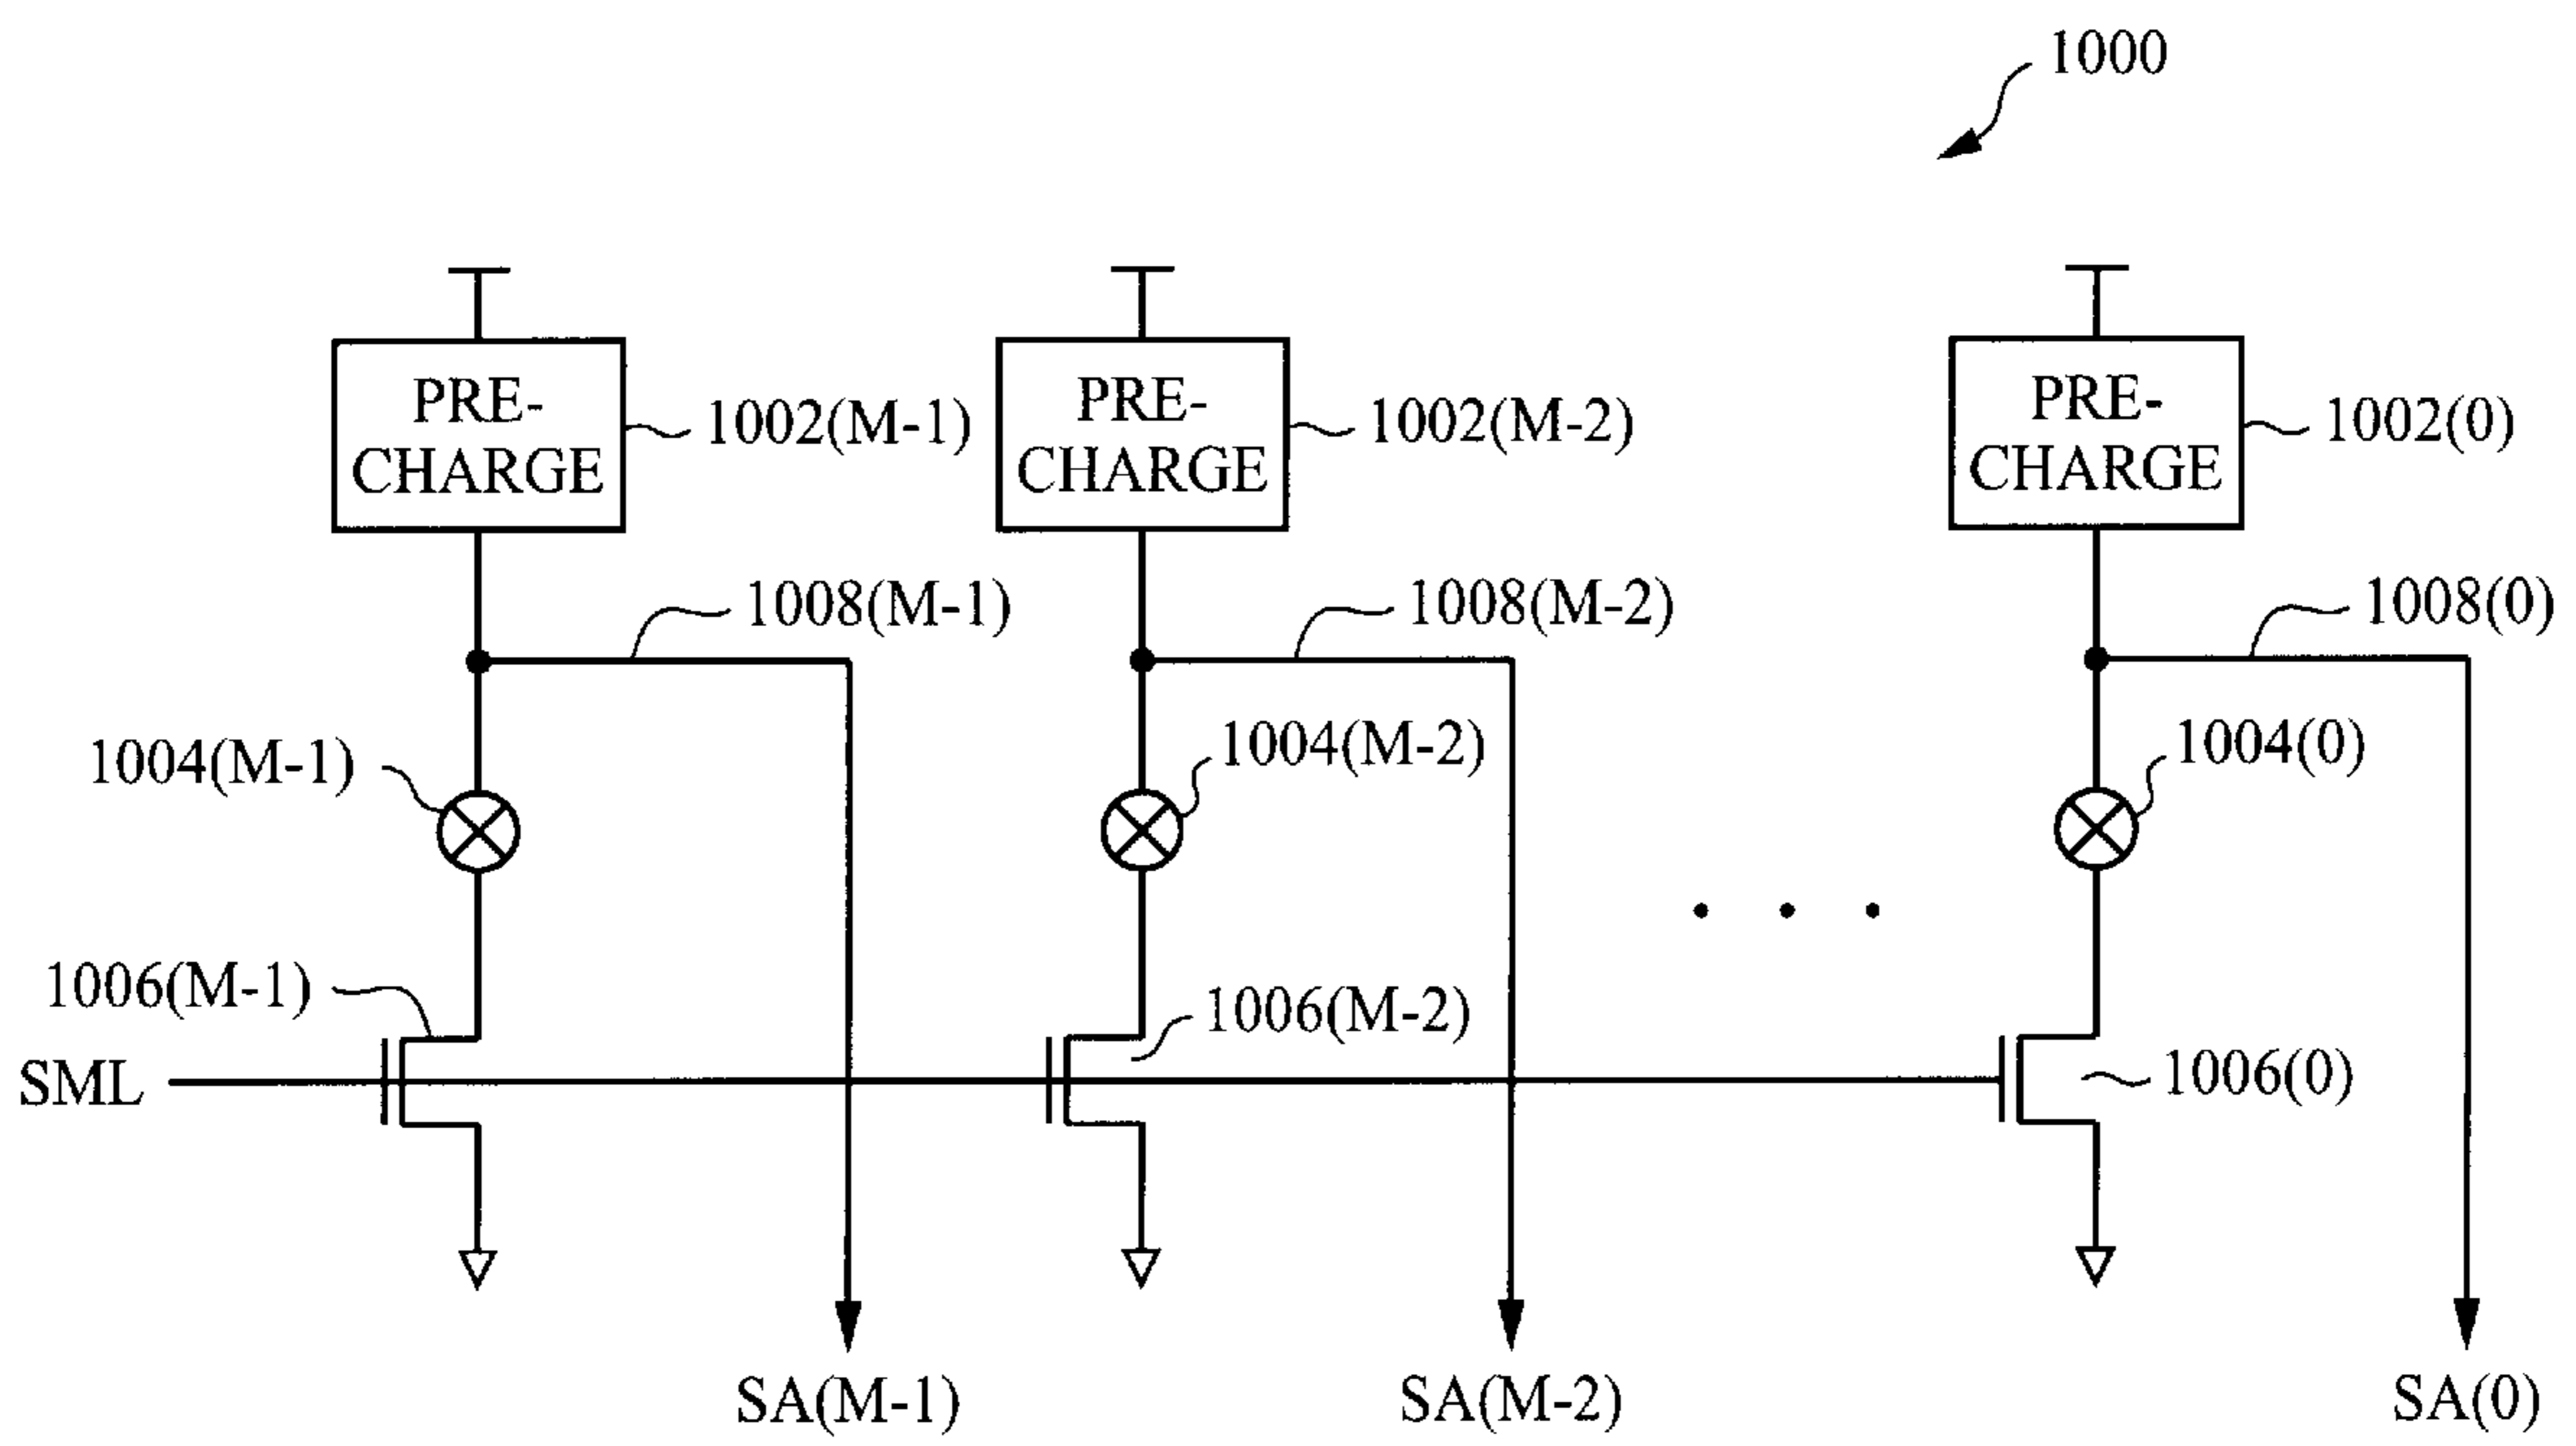 1000
PRE-
CHARGE
1002(M-1)
PRE-
CHARGE
1002(M-2)
PRE-
CHARGE
1002(0)
1008(M-1)
1008(M-2)
1008(0)
1004(M-1)
1004(M-2)
1004(0)
1006(M-1)
1006(M-2)
1006(0)
SML
SA(M-1)
SA(M-2)
SA(0)